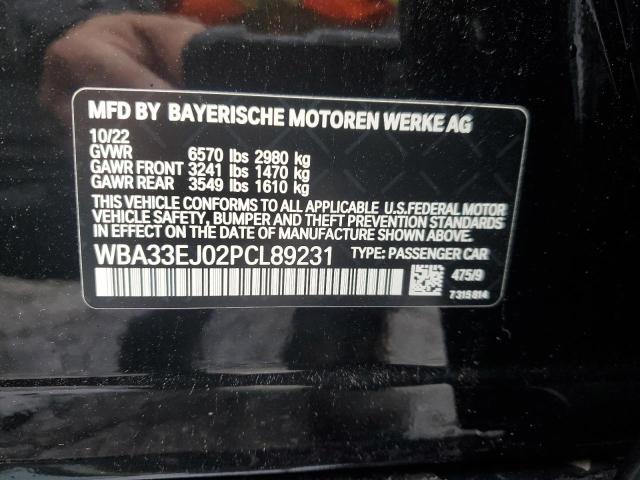 MFD BY BAYERISCHE MOTOREN WERKE AG
10/22
GVWR 6570 lbs 2980 kg
GAWR FRONT 3241 lbs 1470 kg
GAWR REAR 3549 lbs 1610 kg
THIS VEHICLE CONFORMS TO ALL APPLICABLE U.S. FEDERAL MOTOR
VEHICLE SAFETY, BUMPER AND THEFT PREVENTION STANDARDS
IN EFFECT ON THE DATE OF MANUFACTURE SHOWN ABOVE.
WBA33EJ02PCL89231 TYPE: PASSENGER CAR
475/9
7315814